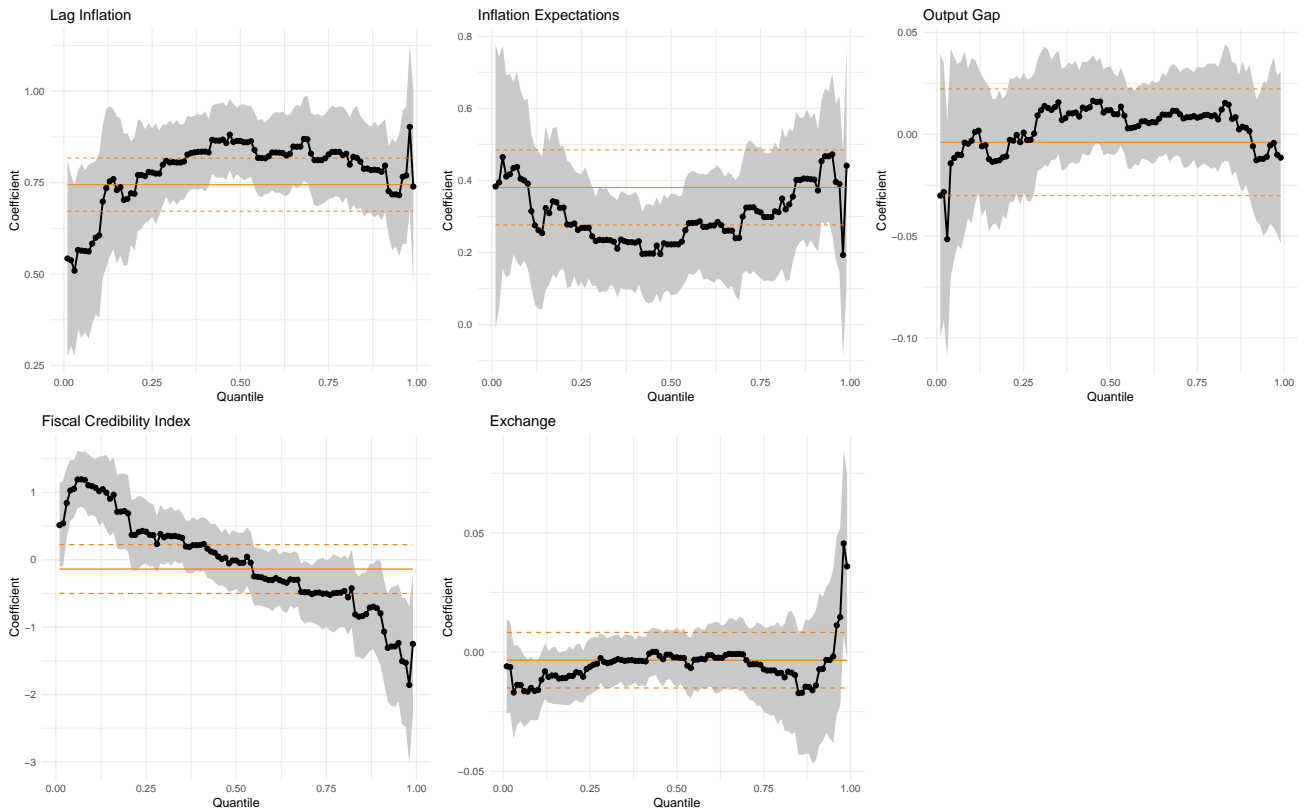 Lag Inflation
Coefficient
1.00
0.75
0.50
0.25
0.00 0.25 0.50 0.75 1.00
Quantile
Inflation Expectations
Coefficient
0.8
0.6
0.4
0.2
0.0
0.00 0.25 0.50 0.75 1.00
Quantile
Output Gap
Coefficient
0.05
0.00
−0.05
−0.10
0.00 0.25 0.50 0.75 1.00
Quantile
Fiscal Credibility Index
Coefficient
1
0
−1
−2
−3
0.00 0.25 0.50 0.75 1.00
Quantile
Exchange
Coefficient
0.05
0.00
−0.05
0.00 0.25 0.50 0.75 1.00
Quantile